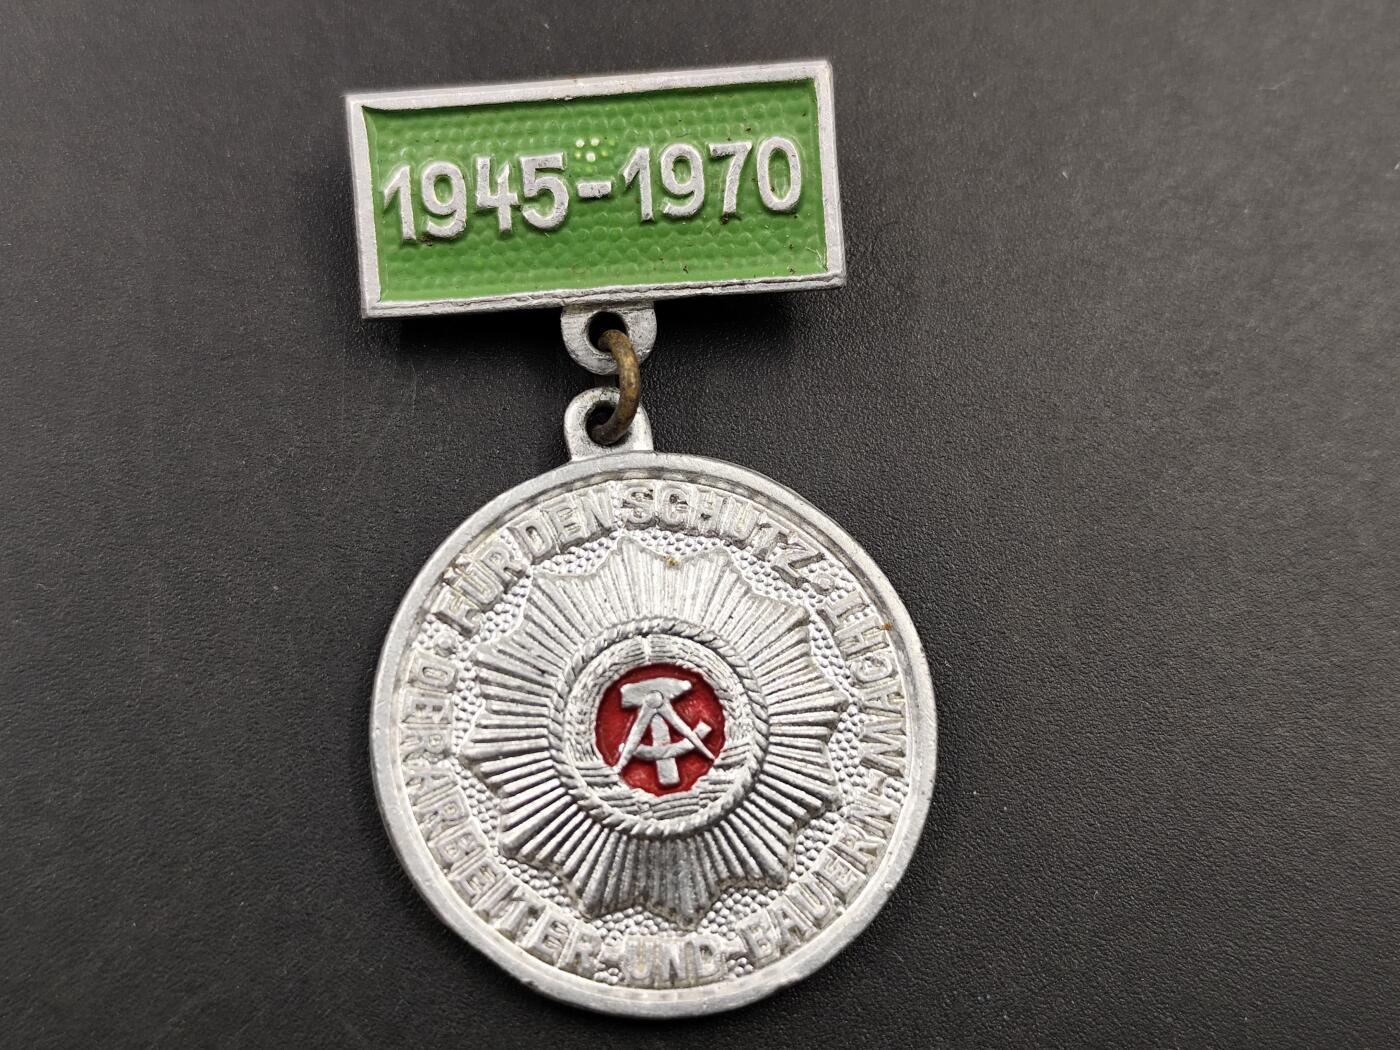 1945-1970
FÜR DEN SCHUTZ
DER ARBEITER-UND-BAUERN-MACHT